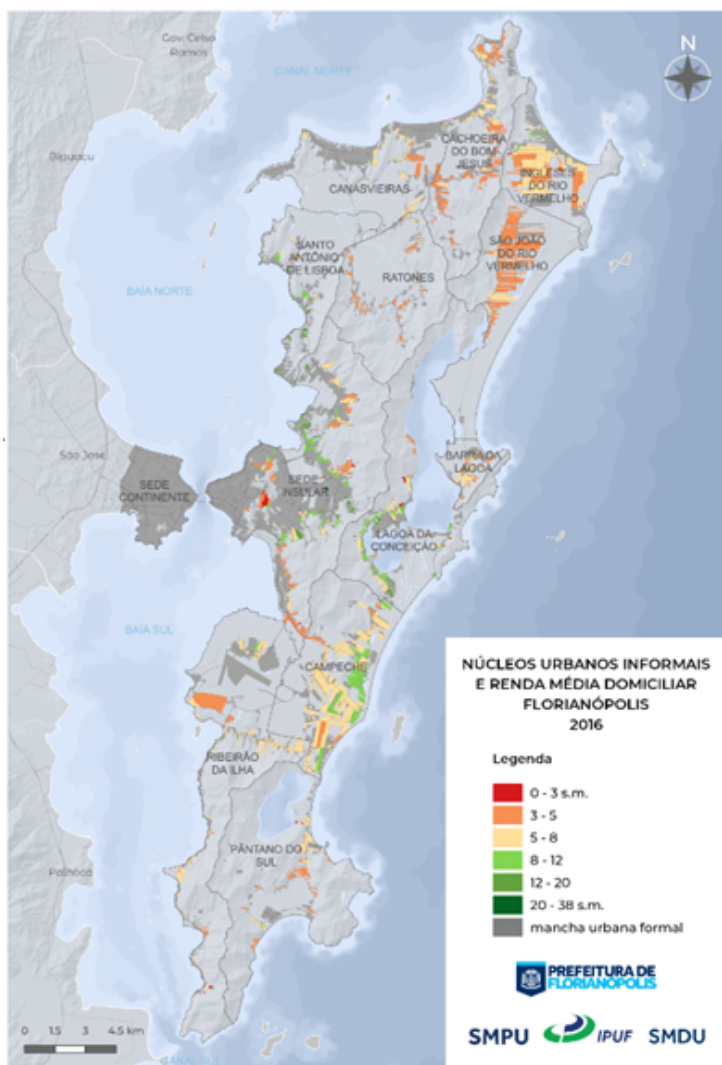 Gov. Celso
Ramos
CANAL NORTE
N
Biguacu
CACHOEIRA
DO BOM
JESUS
CANASVIEIRAS
INGLESES
DO RIO
VERMELHO
SANTO
ANTÔNIO
DE LISBOA
SÃO JOÃO
DO RIO
VERMELHO
RATONES
BAÍA NORTE
São José
BARRA DA
LAGOA
SEDE
CONTINENTE
SEDE
INSULAR
LAGOA DA
CONCEIÇÃO
BAÍA SUL
CAMPECHE
RIBEIRÃO
DA ILHA
PÂNTANO DO
SUL
Palhoça
NÚCLEOS URBANOS INFORMAIS
E RENDA MÉDIA DOMICILIAR
FLORIANÓPOLIS
2016
Legenda
0 - 3 s.m.
3 - 5
5 - 8
8 - 12
12 - 20
20 - 38 s.m.
mancha urbana formal
PREFEITURA DE
FLORIANÓPOLIS
SMPU IPUF SMDU
0 1.5 3 4.5 km
CANAL SUL